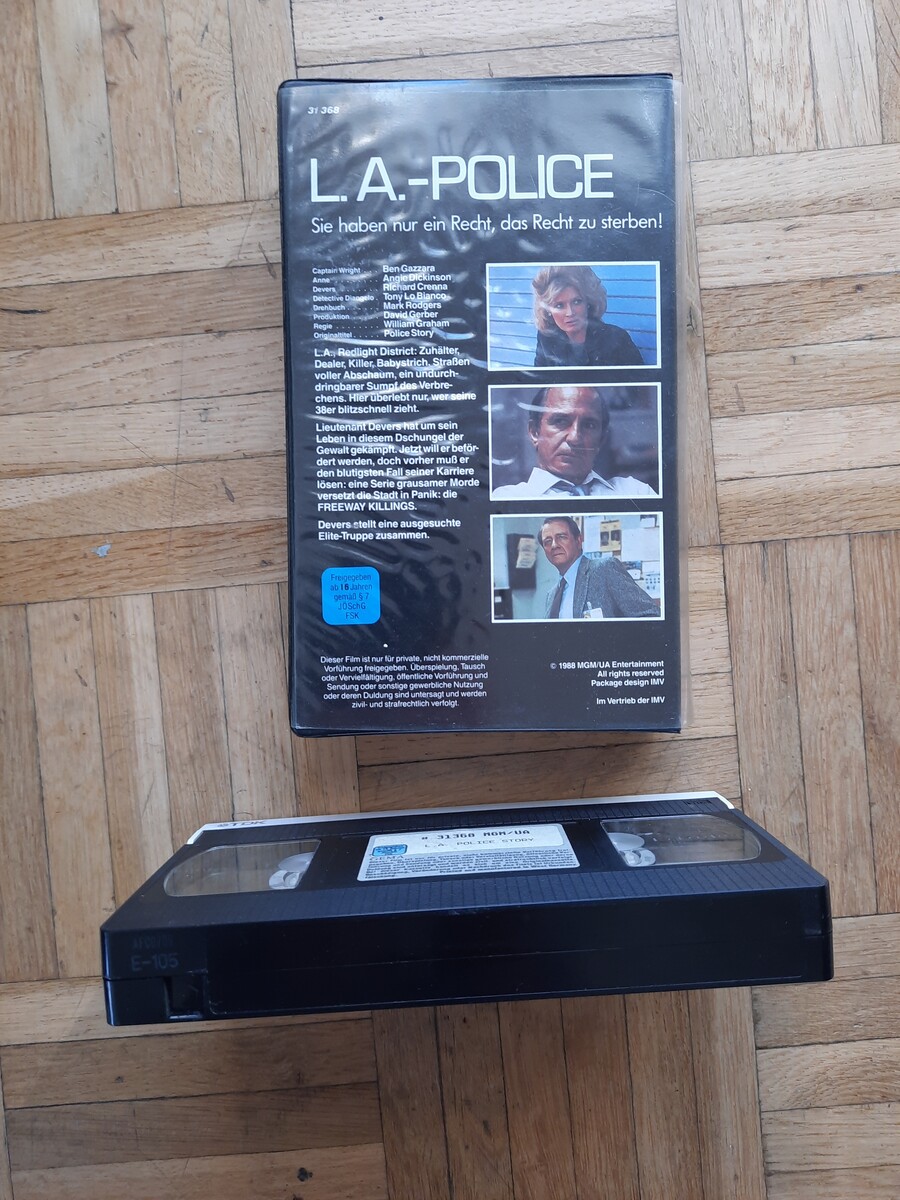 31 368
L.A.-POLICE
Sie haben nur ein Recht, das Recht zu sterben!
Captain Wright . . . Ben Gazzara
Anne . . . . . . . . . Angie Dickinson
Devers . . . . . . . . Richard Crenna
Detective Diangelo . Tony Lo Bianco
Drehbuch . . . . . . . Mark Rodgers
Produktion . . . . . . David Gerber
Regie . . . . . . . . . William Graham
Originaltitel . . . . . Police Story
L.A., Redlight District: Zuhälter,
Dealer, Killer, Babystrich. Straßen
voller Abschaum, ein undurch-
dringbarer Sumpf des Verbre-
chens. Hier überlebt nur, wer seine
38er blitzschnell zieht.
Lieutenant Devers hat um sein
Leben in diesem Dschungel der
Gewalt gekämpft. Jetzt will er beför-
dert werden, doch vorher muß er
den blutigsten Fall seiner Karriere
lösen: eine Serie grausamer Morde
versetzt die Stadt in Panik: die
FREEWAY KILLINGS.
Devers stellt eine ausgesuchte
Elite-Truppe zusammen.
Freigegeben
ab 16 Jahren
gemäß § 7
JÖSchG
FSK
Dieser Film ist nur für private, nicht kommerzielle
Vorführung freigegeben. Überspielung, Tausch
oder Vervielfältigung, öffentliche Vorführung und
Sendung oder sonstige gewerbliche Nutzung
oder deren Duldung sind untersagt und werden
zivil- und strafrechtlich verfolgt.
© 1988 MGM/UA Entertainment
All rights reserved
Package design IMV
Im Vertrieb der IMV
TDK
31368 MGM/UA
L.A. POLICE STORY
GEMA
E-105